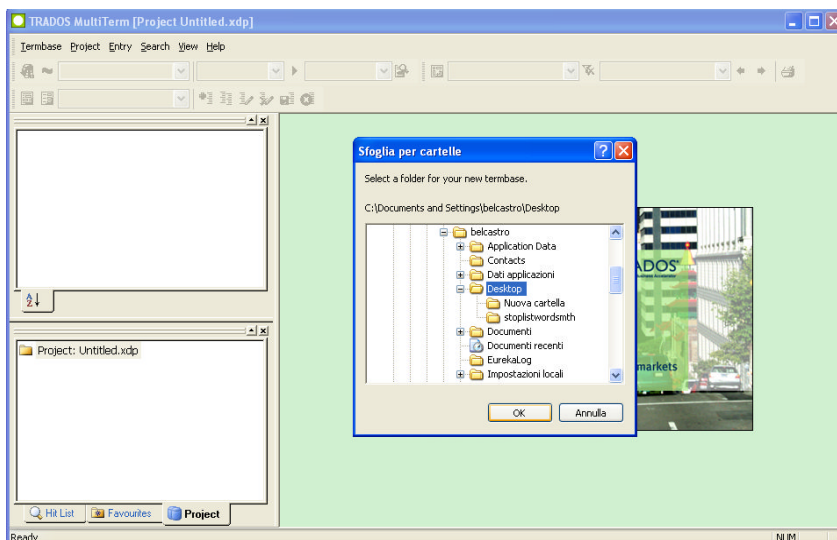 TRADOS MultiTerm [Project Untitled.xdp]
Termbase Project Entry Search View Help
Sfoglia per cartelle
Select a folder for your new termbase.
C:\Documents and Settings\belcastro\Desktop
belcastro
Application Data
Contacts
Dati applicazioni
Desktop
Nuova cartella
stoplistwordsmth
Documenti
Documenti recenti
EurekaLog
Impostazioni locali
OK Annulla
ADOS
markets
Project: Untitled.xdp
Hit List Favourites Project
Ready NUM